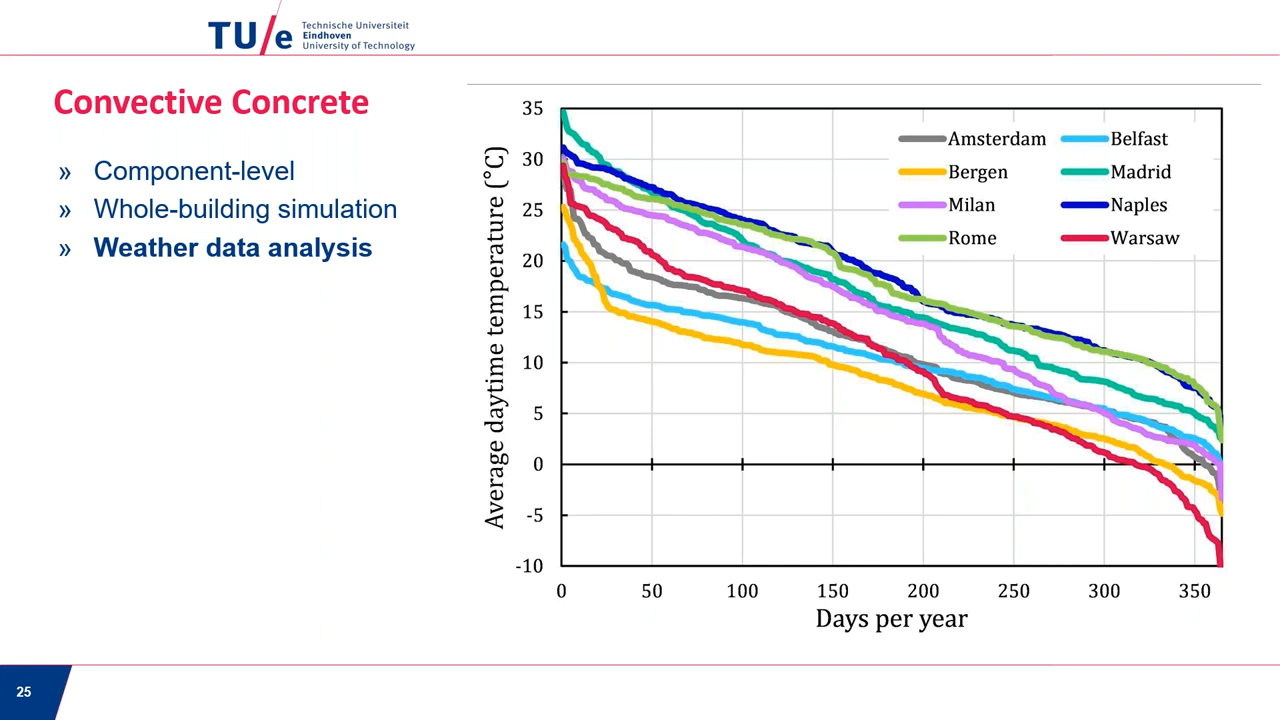 TU/e
Technische Universiteit
Eindhoven
University of Technology
Convective Concrete
» Component-level
» Whole-building simulation
» Weather data analysis
Average daytime temperature (°C)
35
30
25
20
15
10
5
0
-5
-10
Amsterdam Belfast
Bergen Madrid
Milan Naples
Rome Warsaw
0 50 100 150 200 250 300 350
Days per year
25